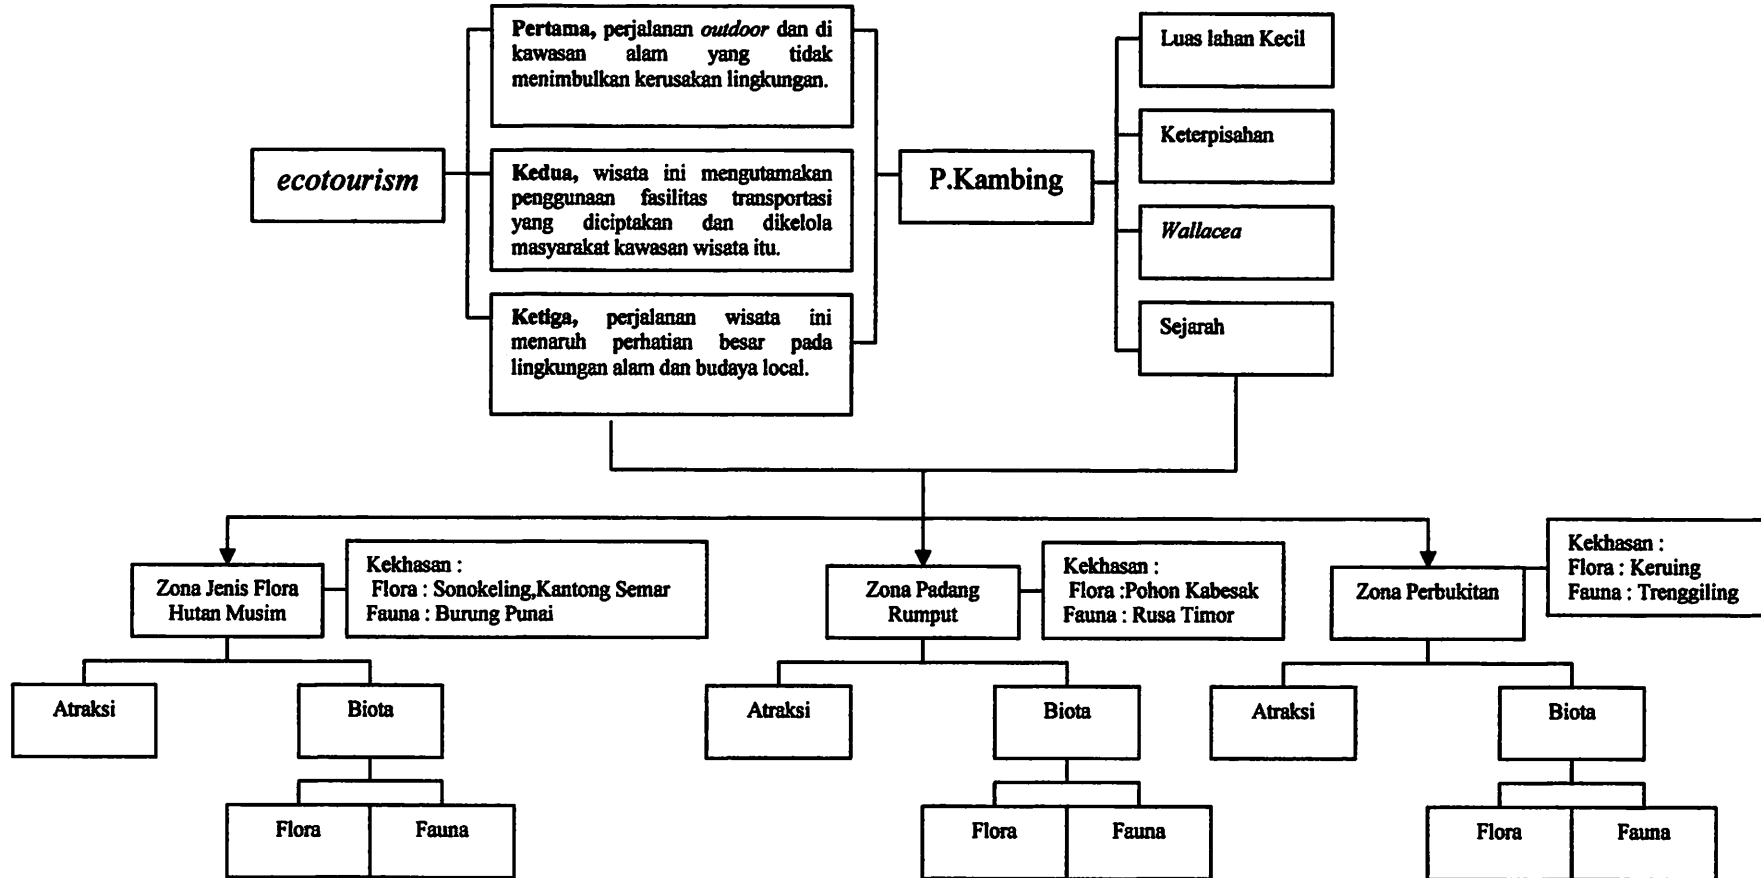 Pertama, perjalanan outdoor dan di
kawasan alam yang tidak
menimbulkan kerusakan lingkungan.
Luas lahan Kecil
Keterpisahan
ecotourism
Kedua, wisata ini mengutamakan
penggunaan fasilitas transportasi
yang diciptakan dan dikelola
masyarakat kawasan wisata itu.
P.Kambing
Wallacea
Ketiga, perjalanan wisata ini
menaruh perhatian besar pada
lingkungan alam dan budaya local.
Sejarah
Zona Jenis Flora
Hutan Musim
Kekhasan :
Flora : Sonokeling,Kantong Semar
Fauna : Burung Punai
Zona Padang
Rumput
Kekhasan :
Flora :Pohon Kabesak
Fauna : Rusa Timor
Zona Perbukitan
Kekhasan :
Flora : Keruing
Fauna : Trenggiling
Atraksi
Biota
Atraksi
Biota
Atraksi
Biota
Flora
Fauna
Flora
Fauna
Flora
Fauna